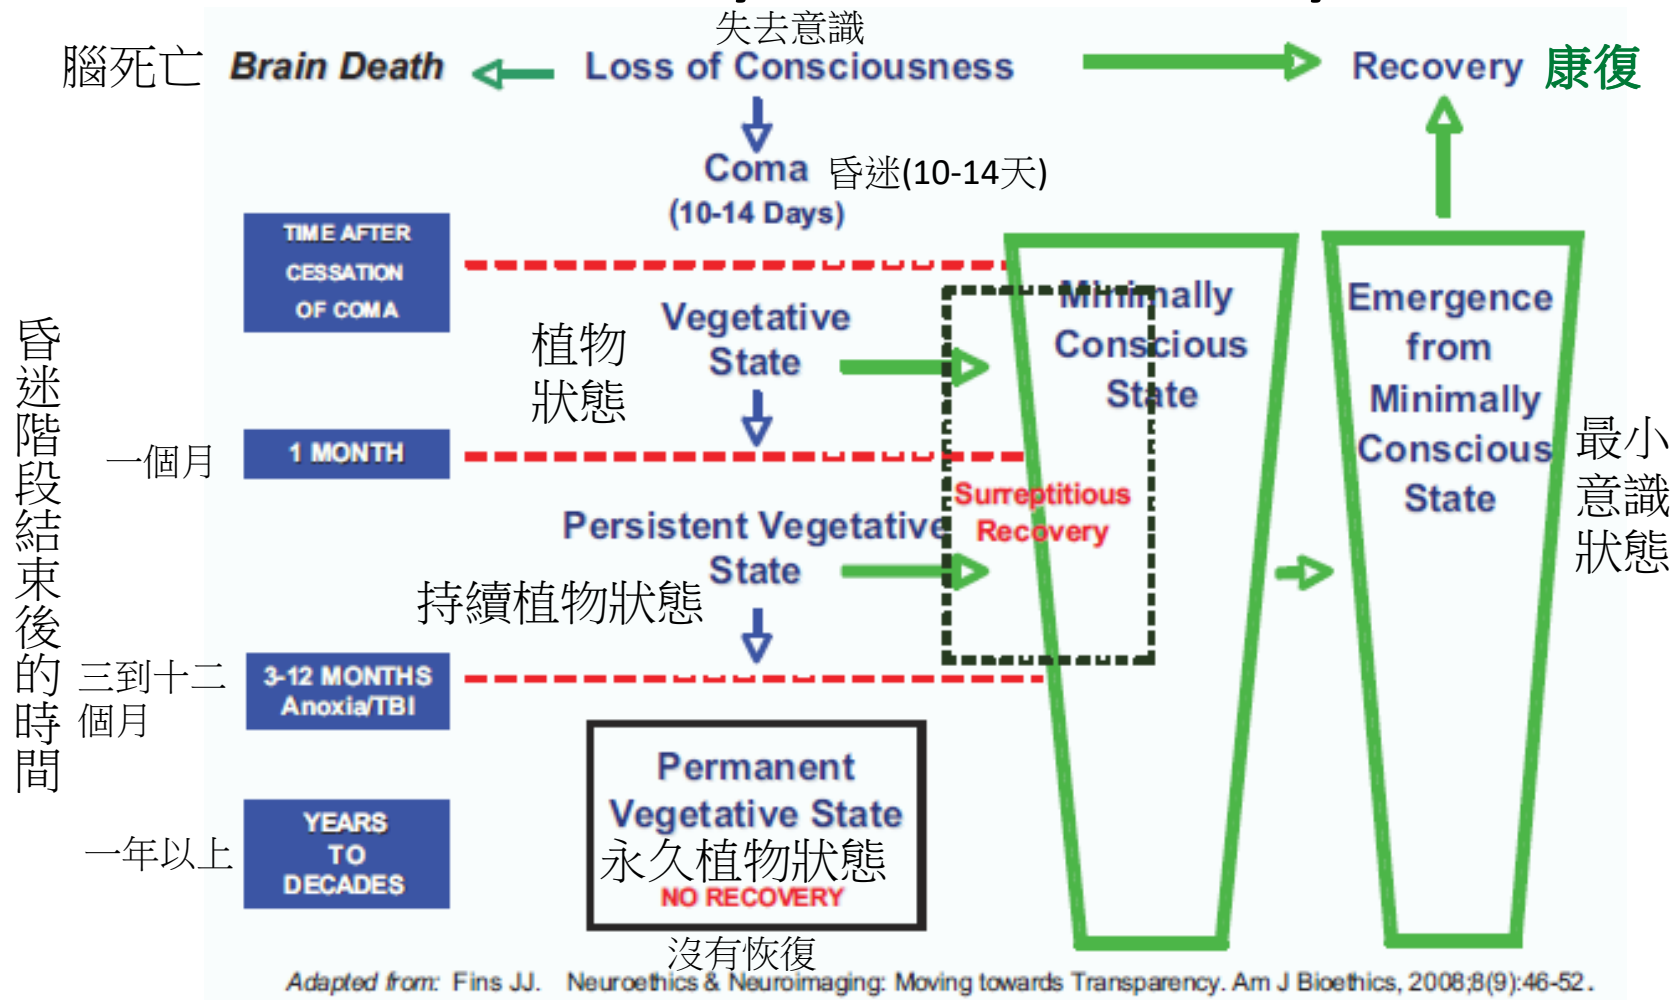 失去意識
腦死亡 Brain Death
Loss of Consciousness
Recovery 康復
Coma 昏迷(10-14天)
(10-14 Days)
昏迷階段結束後的時間
TIME AFTER
CESSATION
OF COMA
植物
狀態
Vegetative
State
Minimally
Conscious
State
Emergence
from
Minimally
Conscious
State
最小
意識
狀態
一個月
1 MONTH
Surreptitious
Recovery
Persistent Vegetative
State
持續植物狀態
三到十二
個月
3-12 MONTHS
Anoxia/TBI
Permanent
Vegetative State
永久植物狀態
NO RECOVERY
沒有恢復
一年以上
YEARS
TO
DECADES
Adapted from: Fins JJ. Neuroethics & Neuroimaging: Moving towards Transparency. Am J Bioethics, 2008;8(9):46-52.